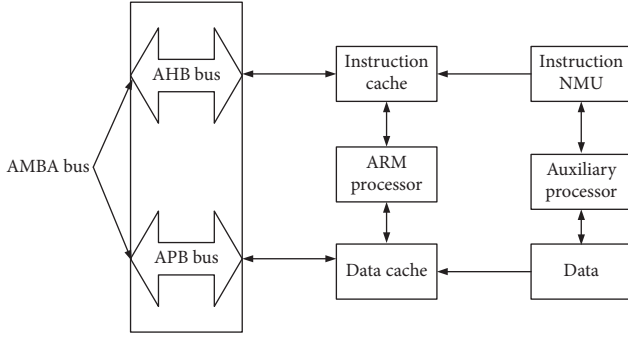 AHB bus
Instruction
cache
Instruction
NMU
AMBA bus
ARM
processor
Auxiliary
processor
APB bus
Data cache
Data